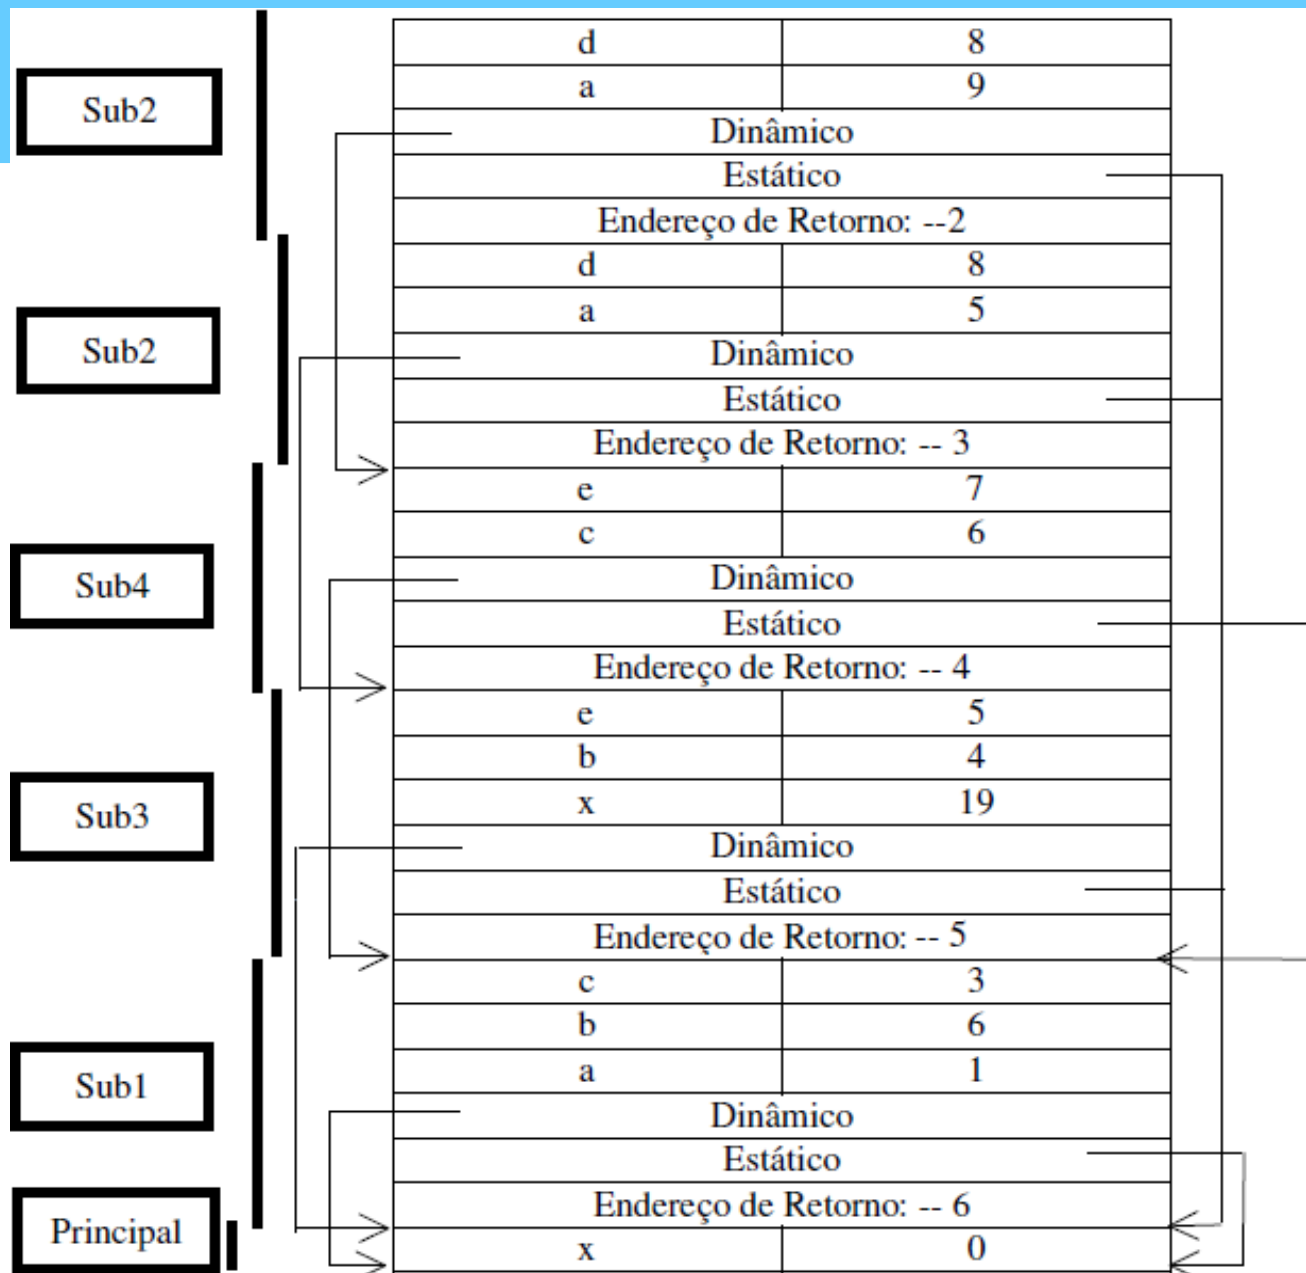 d 8
a 9
Sub2
Dinâmico
Estático
Endereço de Retorno: --2
d 8
a 5
Sub2
Dinâmico
Estático
Endereço de Retorno: -- 3
e 7
c 6
Sub4
Dinâmico
Estático
Endereço de Retorno: -- 4
e 5
b 4
x 19
Sub3
Dinâmico
Estático
Endereço de Retorno: -- 5
c 3
b 6
a 1
Sub1
Dinâmico
Estático
Endereço de Retorno: -- 6
Principal
x 0